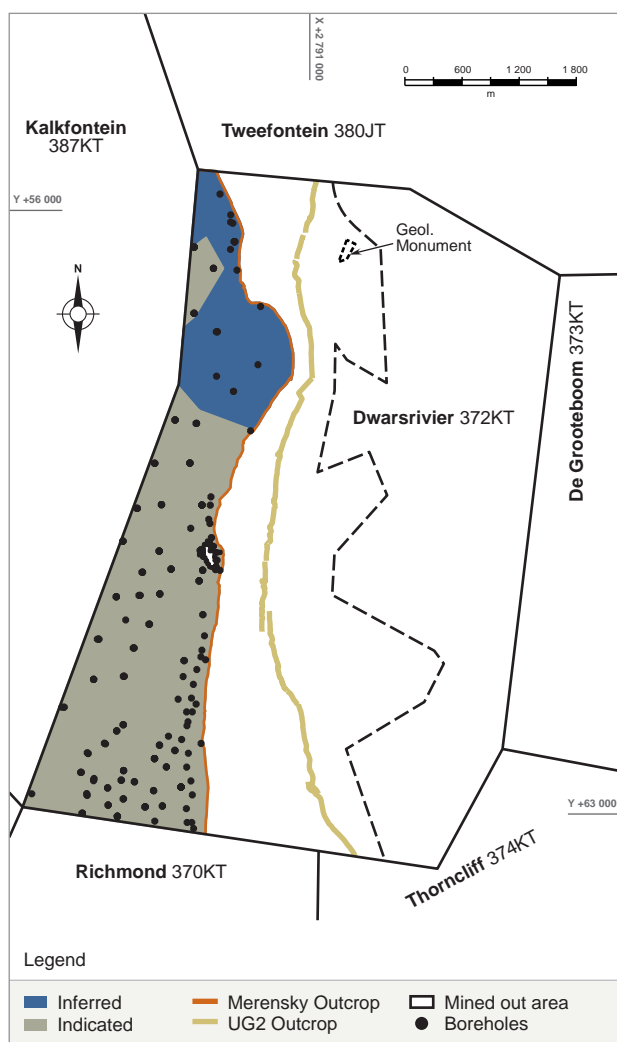 X +2 791 000
0 600 1 200 1 800
m
Kalkfontein
387KT
Tweefontein 380JT
Y +56 000
Geol.
Monument
N
De Grooteboom 373KT
Dwarsrivier 372KT
Y +63 000
Richmond 370KT
Thorncliff 374KT
Legend
Inferred
Merensky Outcrop
Mined out area
Indicated
UG2 Outcrop
Boreholes